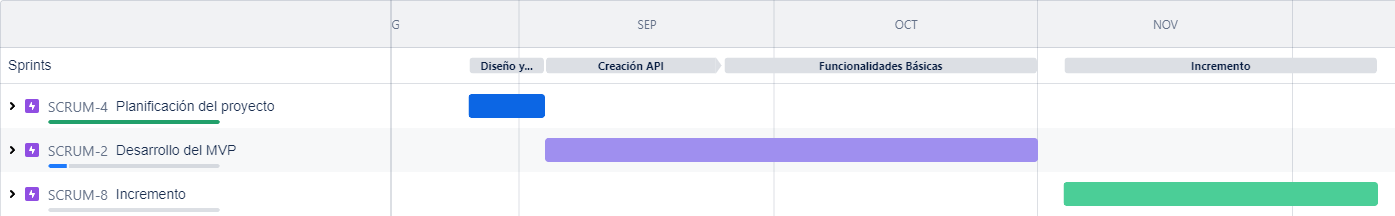 G
SEP
OCT
NOV
Sprints
Diseño y...
Creación API
Funcionalidades Básicas
Incremento
SCRUM-4 Planificación del proyecto
SCRUM-2 Desarrollo del MVP
SCRUM-8 Incremento